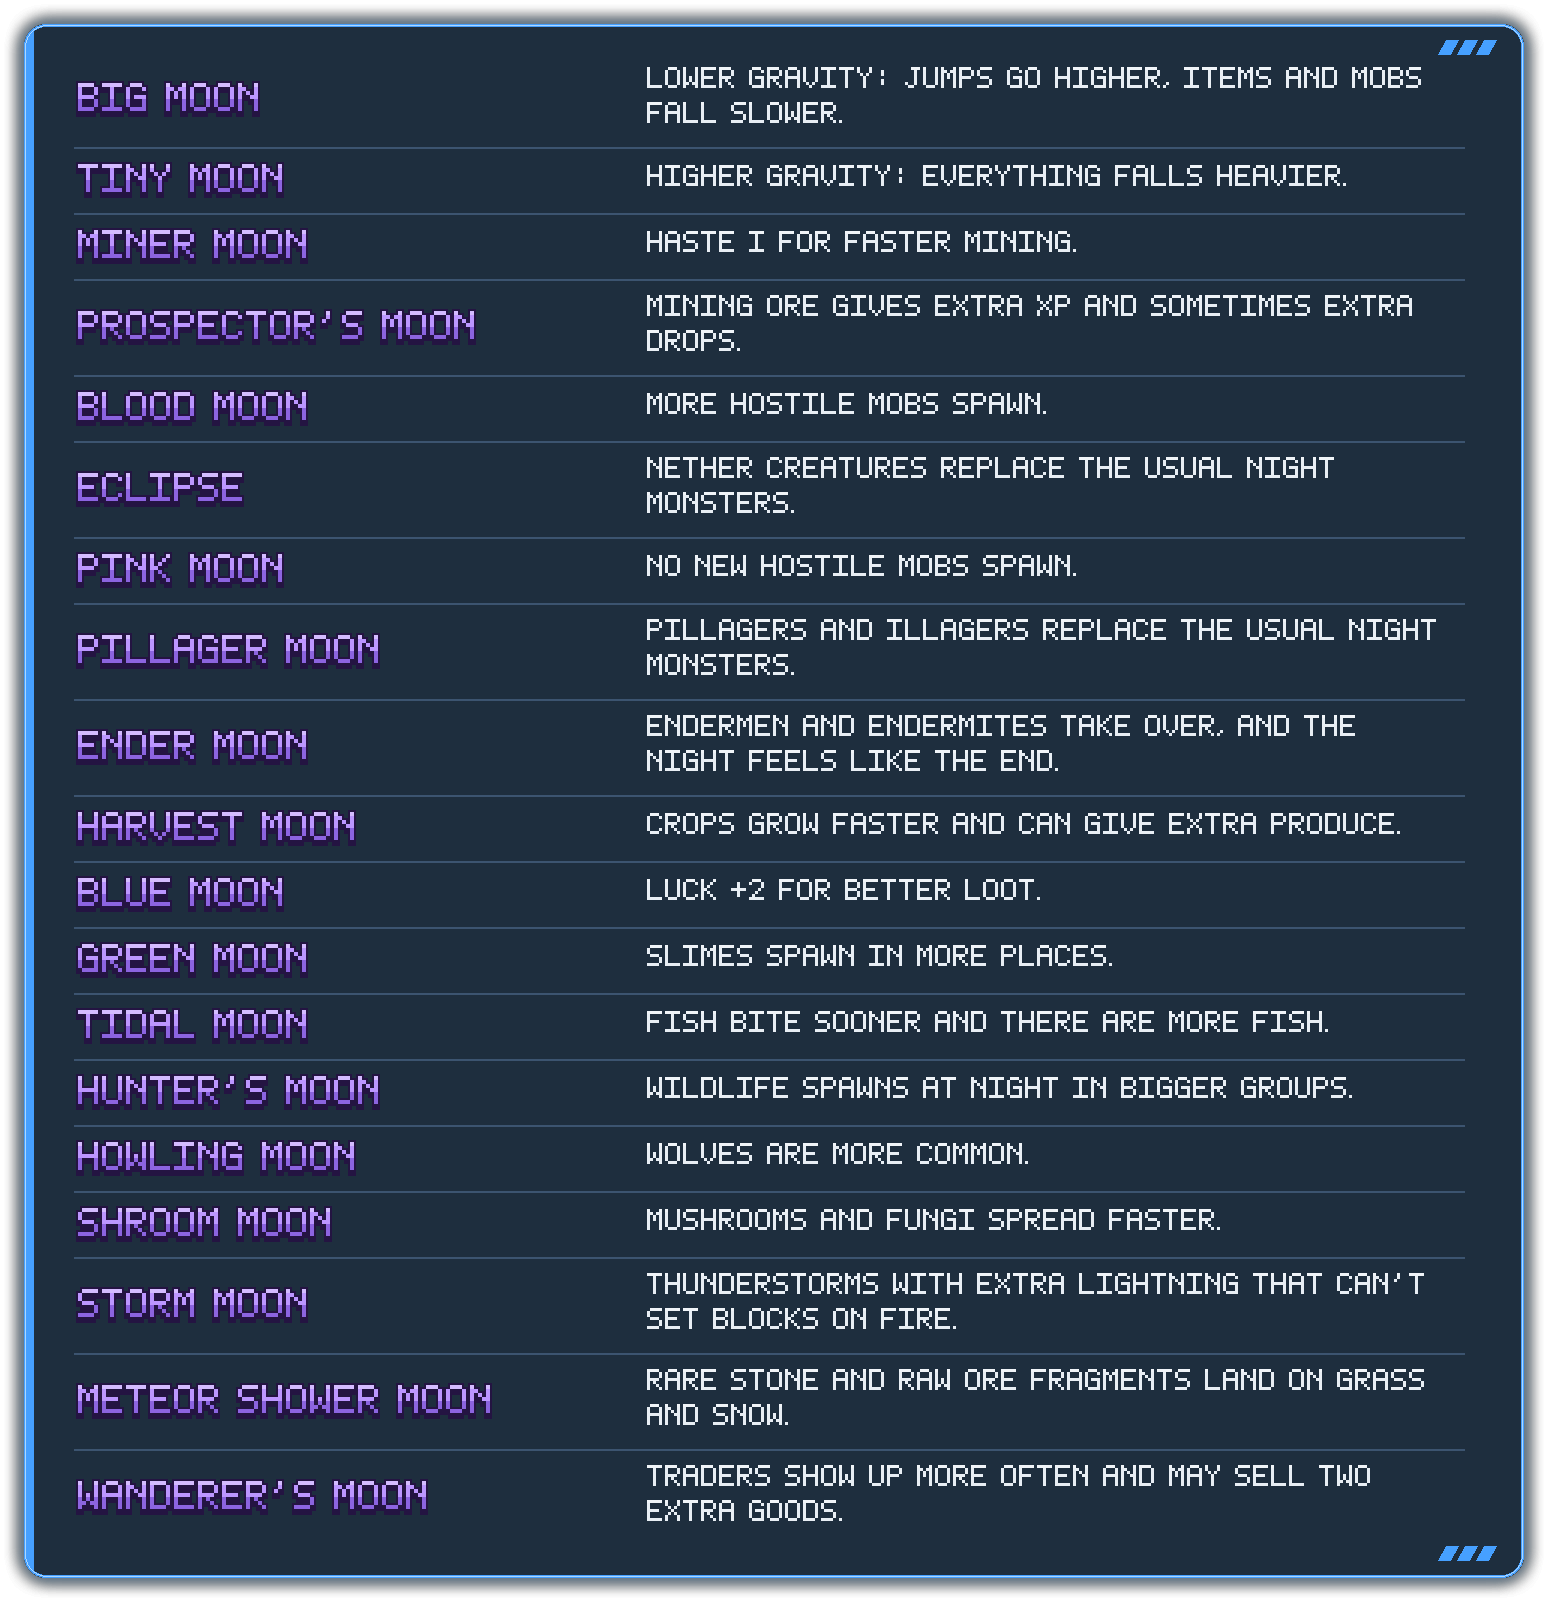 BIG MOON
LOWER GRAVITY: JUMPS GO HIGHER, ITEMS AND MOBS
FALL SLOWER.
TINY MOON
HIGHER GRAVITY: EVERYTHING FALLS HEAVIER.
MINER MOON
HASTE I FOR FASTER MINING.
PROSPECTOR'S MOON
MINING ORE GIVES EXTRA XP AND SOMETIMES EXTRA
DROPS.
BLOOD MOON
MORE HOSTILE MOBS SPAWN.
ECLIPSE
NETHER CREATURES REPLACE THE USUAL NIGHT
MONSTERS.
PINK MOON
NO NEW HOSTILE MOBS SPAWN.
PILLAGER MOON
PILLAGERS AND ILLAGERS REPLACE THE USUAL NIGHT
MONSTERS.
ENDER MOON
ENDERMEN AND ENDERMITES TAKE OVER, AND THE
NIGHT FEELS LIKE THE END.
HARVEST MOON
CROPS GROW FASTER AND CAN GIVE EXTRA PRODUCE.
BLUE MOON
LUCK +2 FOR BETTER LOOT.
GREEN MOON
SLIMES SPAWN IN MORE PLACES.
TIDAL MOON
FISH BITE SOONER AND THERE ARE MORE FISH.
HUNTER'S MOON
WILDLIFE SPAWNS AT NIGHT IN BIGGER GROUPS.
HOWLING MOON
WOLVES ARE MORE COMMON.
SHROOM MOON
MUSHROOMS AND FUNGI SPREAD FASTER.
STORM MOON
THUNDERSTORMS WITH EXTRA LIGHTNING THAT CAN'T
SET BLOCKS ON FIRE.
METEOR SHOWER MOON
RARE STONE AND RAW ORE FRAGMENTS LAND ON GRASS
AND SNOW.
WANDERER'S MOON
TRADERS SHOW UP MORE OFTEN AND MAY SELL TWO
EXTRA GOODS.